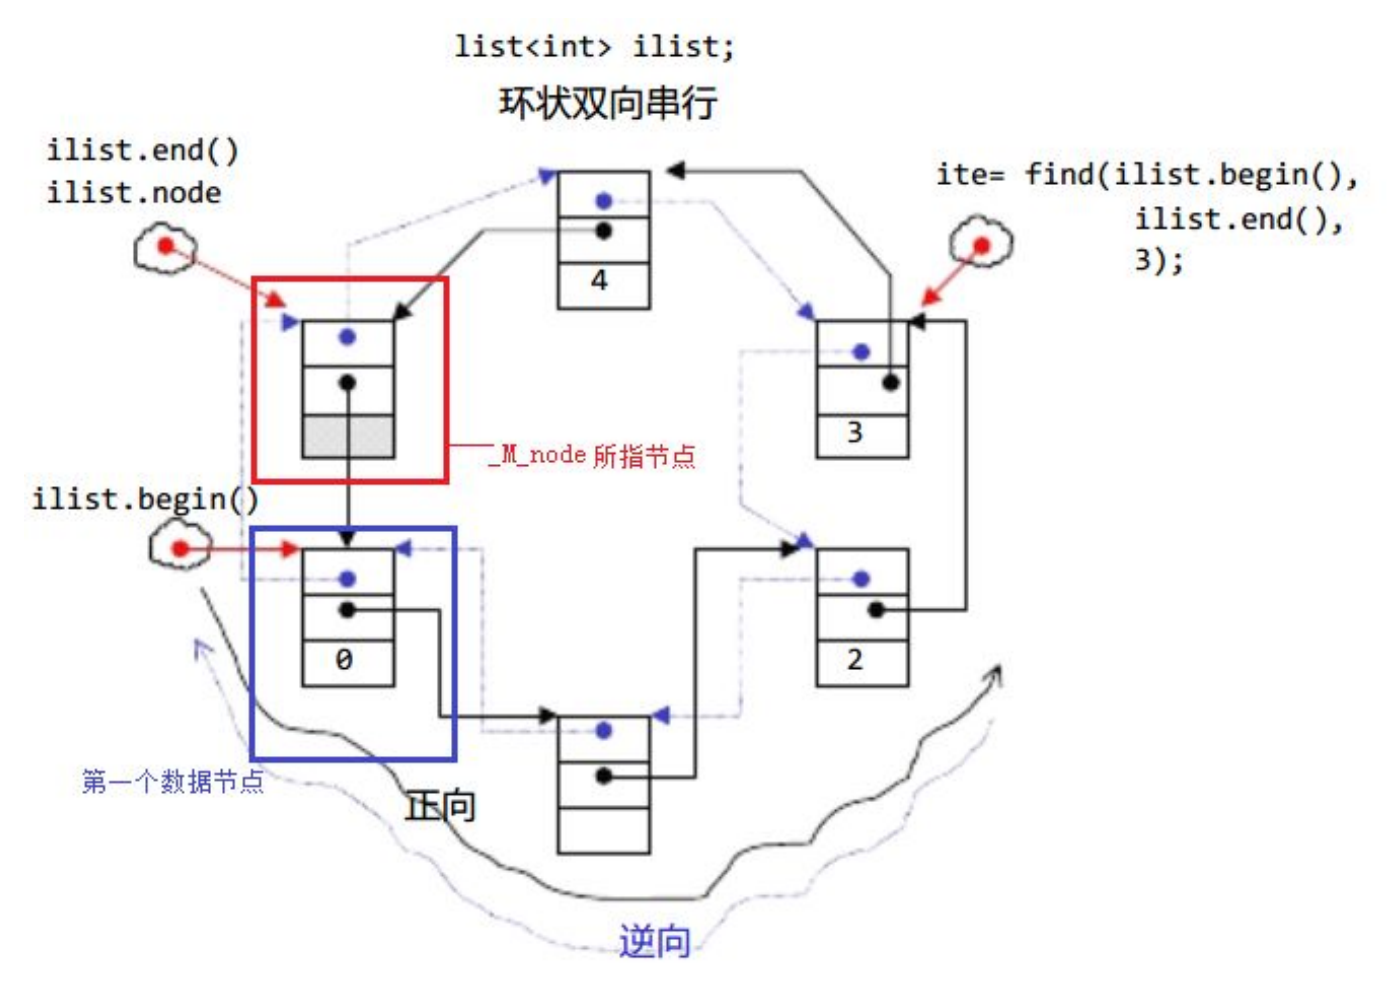 list<int> ilist;
环状双向串行
ilist.end()
ilist.node
ite= find(ilist.begin(),
ilist.end(),
3);
4
3
_M_node 所指节点
ilist.begin()
0
2
第一个数据节点
正向
逆向